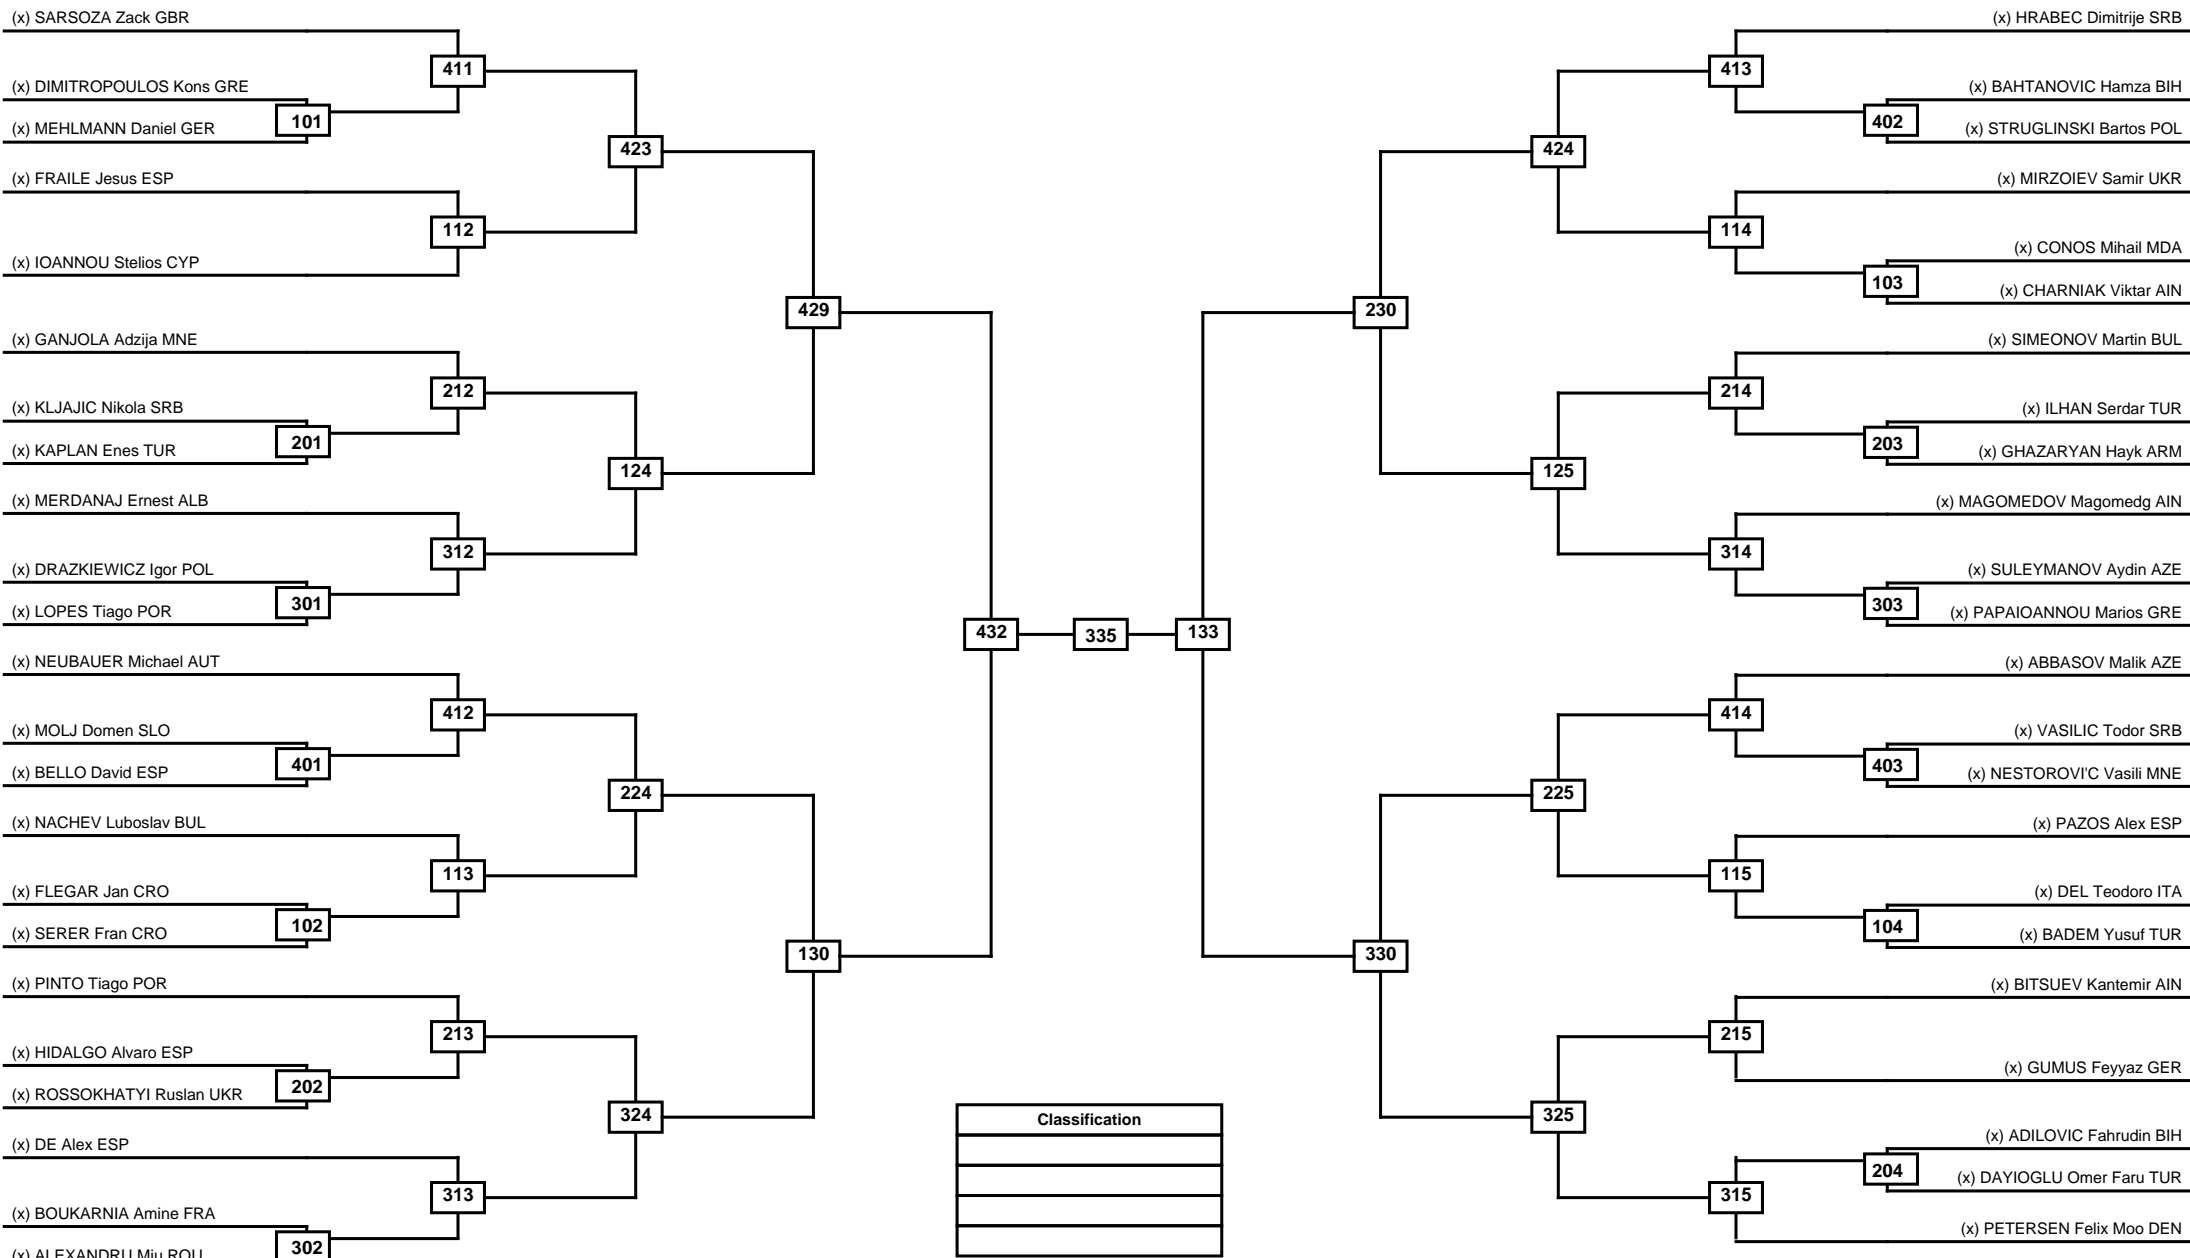 (x) SARSOZA Zack GBR
411
(x) DIMITROPOULOS Kons GRE
101
(x) MEHLMANN Daniel GER
423
(x) FRAILE Jesus ESP
112
(x) IOANNOU Stelios CYP
429
(x) GANJOLA Adzija MNE
212
(x) KLJAJIC Nikola SRB
201
(x) KAPLAN Enes TUR
124
(x) MERDANAJ Ernest ALB
312
(x) DRAZKIEWICZ Igor POL
301
(x) LOPES Tiago POR
432
335
133
(x) NEUBAUER Michael AUT
412
(x) MOLJ Domen SLO
401
(x) BELLO David ESP
224
(x) NACHEV Luboslav BUL
113
(x) FLEGAR Jan CRO
102
(x) SERER Fran CRO
130
(x) PINTO Tiago POR
213
(x) HIDALGO Alvaro ESP
202
(x) ROSSOKHATYI Ruslan UKR
324
(x) DE Alex ESP
313
(x) BOUKARNIA Amine FRA
302
(x) ALEXANDRU Miu ROU
(x) HRABEC Dimitrije SRB
413
(x) BAHTANOVIC Hamza BIH
402
(x) STRUGLINSKI Bartos POL
424
(x) MIRZOIEV Samir UKR
114
(x) CONOS Mihail MDA
103
(x) CHARNIAK Viktar AIN
230
(x) SIMEONOV Martin BUL
214
(x) ILHAN Serdar TUR
203
(x) GHAZARYAN Hayk ARM
125
(x) MAGOMEDOV Magomedg AIN
314
(x) SULEYMANOV Aydin AZE
303
(x) PAPAIOANNOU Marios GRE
(x) ABBASOV Malik AZE
414
(x) VASILIC Todor SRB
403
(x) NESTOROVI'C Vasili MNE
225
(x) PAZOS Alex ESP
115
(x) DEL Teodoro ITA
104
(x) BADEM Yusuf TUR
330
(x) BITSUEV Kantemir AIN
215
(x) GUMUS Feyyaz GER
325
(x) ADILOVIC Fahrudin BIH
204
(x) DAYIOGLU Omer Faru TUR
315
(x) PETERSEN Felix Moo DEN
Classification